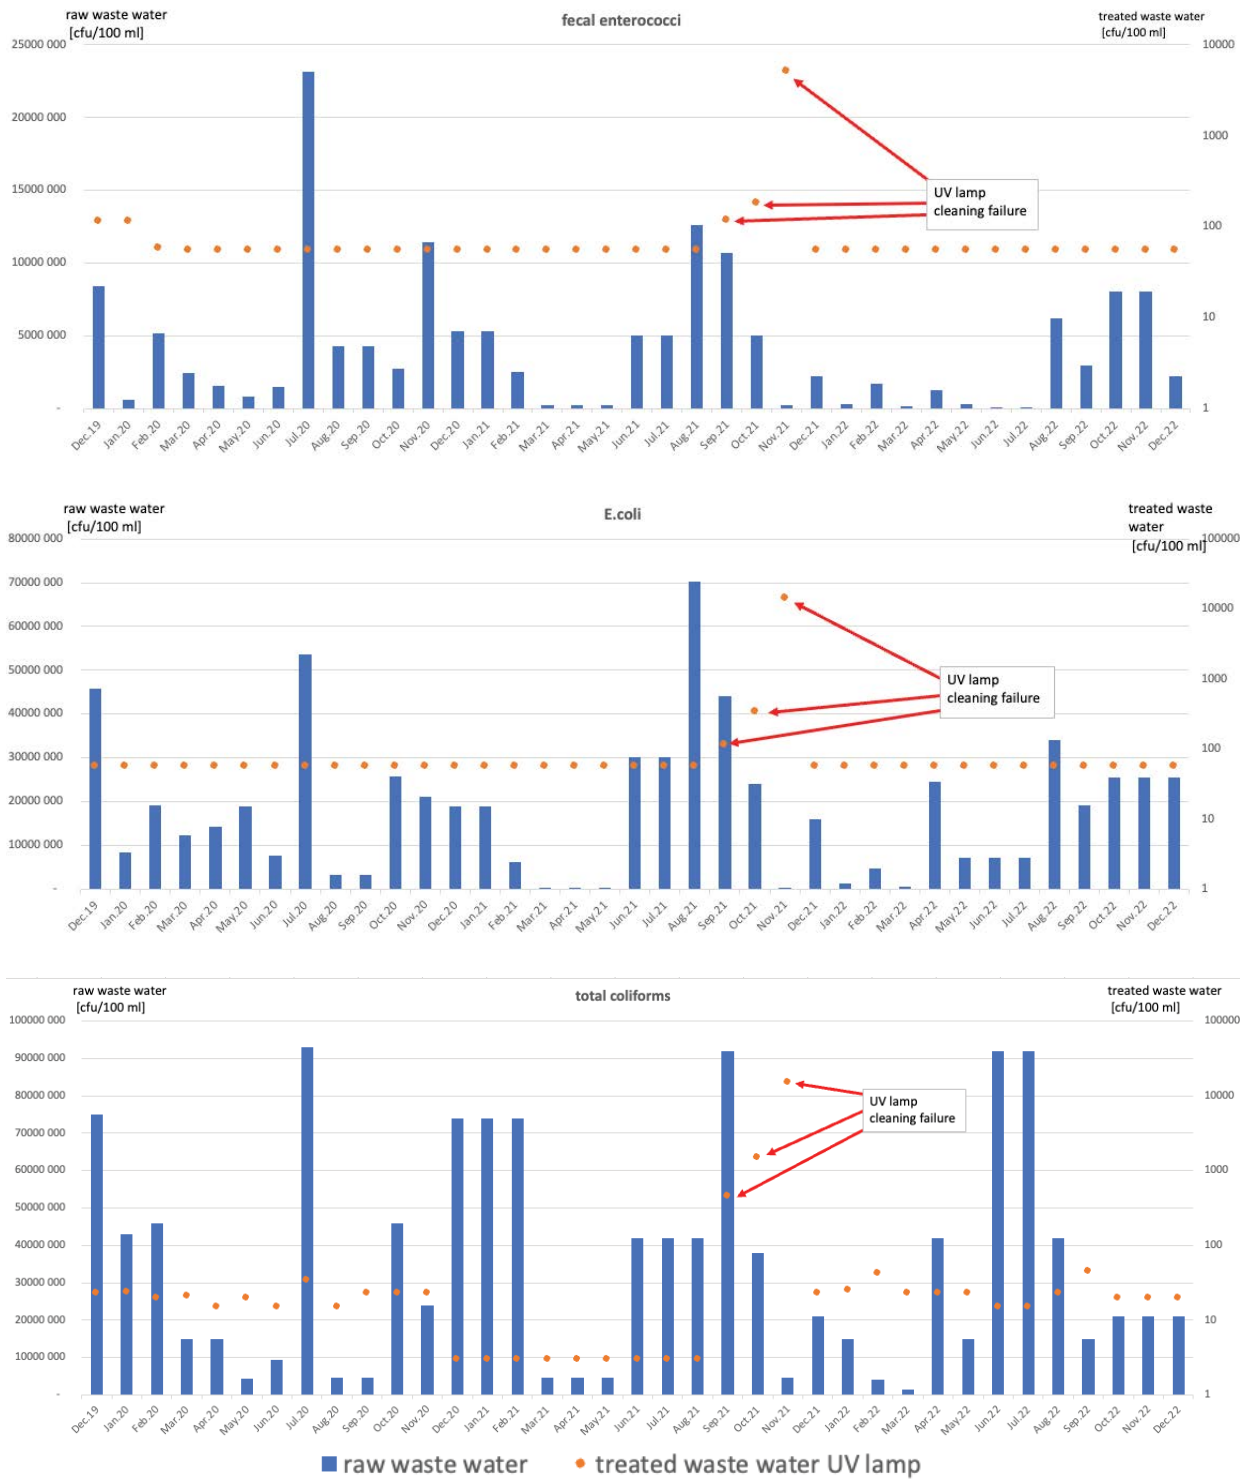 raw waste water
[cfu/100 ml]
fecal enterococci
treated waste water
[cfu/100 ml]
25000 000
20000 000
15000 000
10000 000
5000 000
-
10000
1000
100
10
1
UV lamp
cleaning failure
Dec.19 Jan.20 Feb.20 Mar.20 Apr.20 May.20 Jun.20 Jul.20 Aug.20 Sep.20 Oct.20 Nov.20 Dec.20 Jan.21 Feb.21 Mar.21 Apr.21 May.21 Jun.21 Jul.21 Aug.21 Sep.21 Oct.21 Nov.21 Dec.21 Jan.22 Feb.22 Mar.22 Apr.22 May.22 Jun.22 Jul.22 Aug.22 Sep.22 Oct.22 Nov.22 Dec.22
raw waste water
[cfu/100 ml]
E.coli
treated waste
water
[cfu/100 ml]
80000 000
70000 000
60000 000
50000 000
40000 000
30000 000
20000 000
10000 000
-
100000
10000
1000
100
10
1
UV lamp
cleaning failure
Dec.19 Jan.20 Feb.20 Mar.20 Apr.20 May.20 Jun.20 Jul.20 Aug.20 Sep.20 Oct.20 Nov.20 Dec.20 Jan.21 Feb.21 Mar.21 Apr.21 May.21 Jun.21 Jul.21 Aug.21 Sep.21 Oct.21 Nov.21 Dec.21 Jan.22 Feb.22 Mar.22 Apr.22 May.22 Jun.22 Jul.22 Aug.22 Sep.22 Oct.22 Nov.22 Dec.22
raw waste water
[cfu/100 ml]
total coliforms
treated waste water
[cfu/100 ml]
100000 000
90000 000
80000 000
70000 000
60000 000
50000 000
40000 000
30000 000
20000 000
10000 000
-
100000
10000
1000
100
10
1
UV lamp
cleaning failure
Dec.19 Jan.20 Feb.20 Mar.20 Apr.20 May.20 Jun.20 Jul.20 Aug.20 Sep.20 Oct.20 Nov.20 Dec.20 Jan.21 Feb.21 Mar.21 Apr.21 May.21 Jun.21 Jul.21 Aug.21 Sep.21 Oct.21 Nov.21 Dec.21 Jan.22 Feb.22 Mar.22 Apr.22 May.22 Jun.22 Jul.22 Aug.22 Sep.22 Oct.22 Nov.22 Dec.22
raw waste water
treated waste water UV lamp